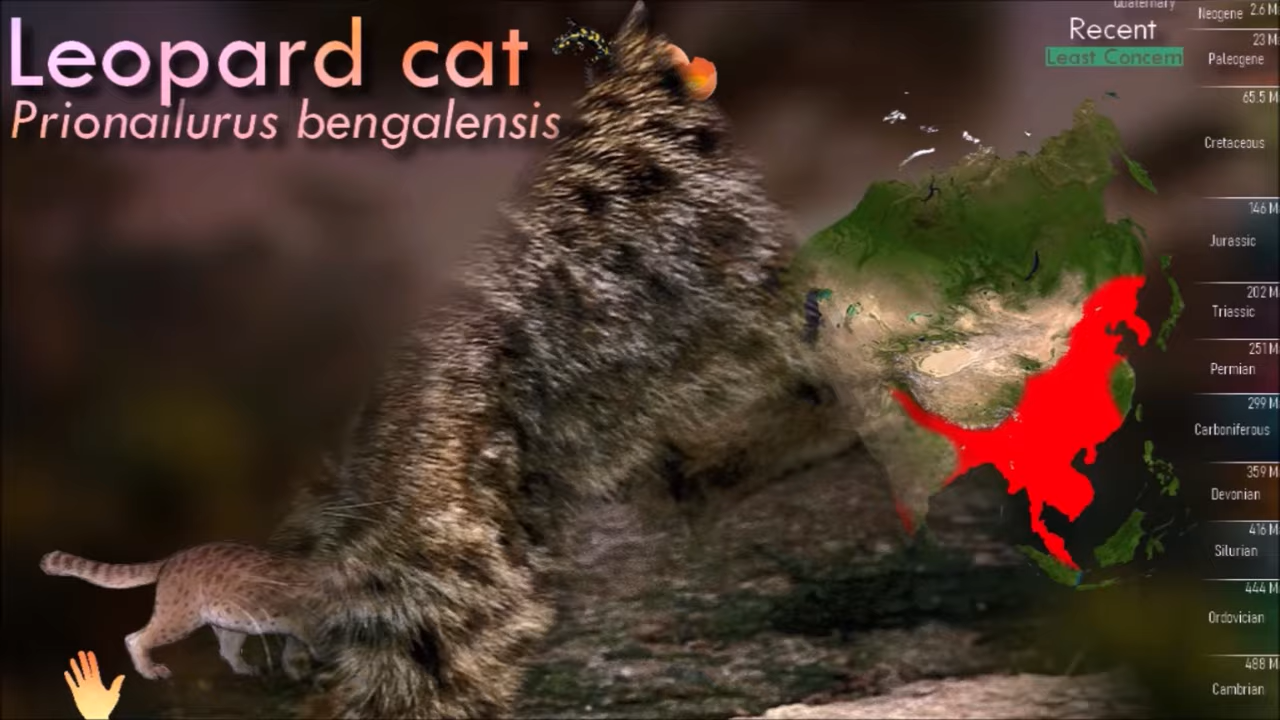 Leopard cat
Prionailurus bengalensis
Recent
Least Concern
Quaternary
2.6 M
Neogene
23 M
Paleogene
65.5 M
Cretaceous
146 M
Jurassic
202 M
Triassic
251 M
Permian
299 M
Carboniferous
359 M
Devonian
416 M
Silurian
444 M
Ordovician
488 M
Cambrian